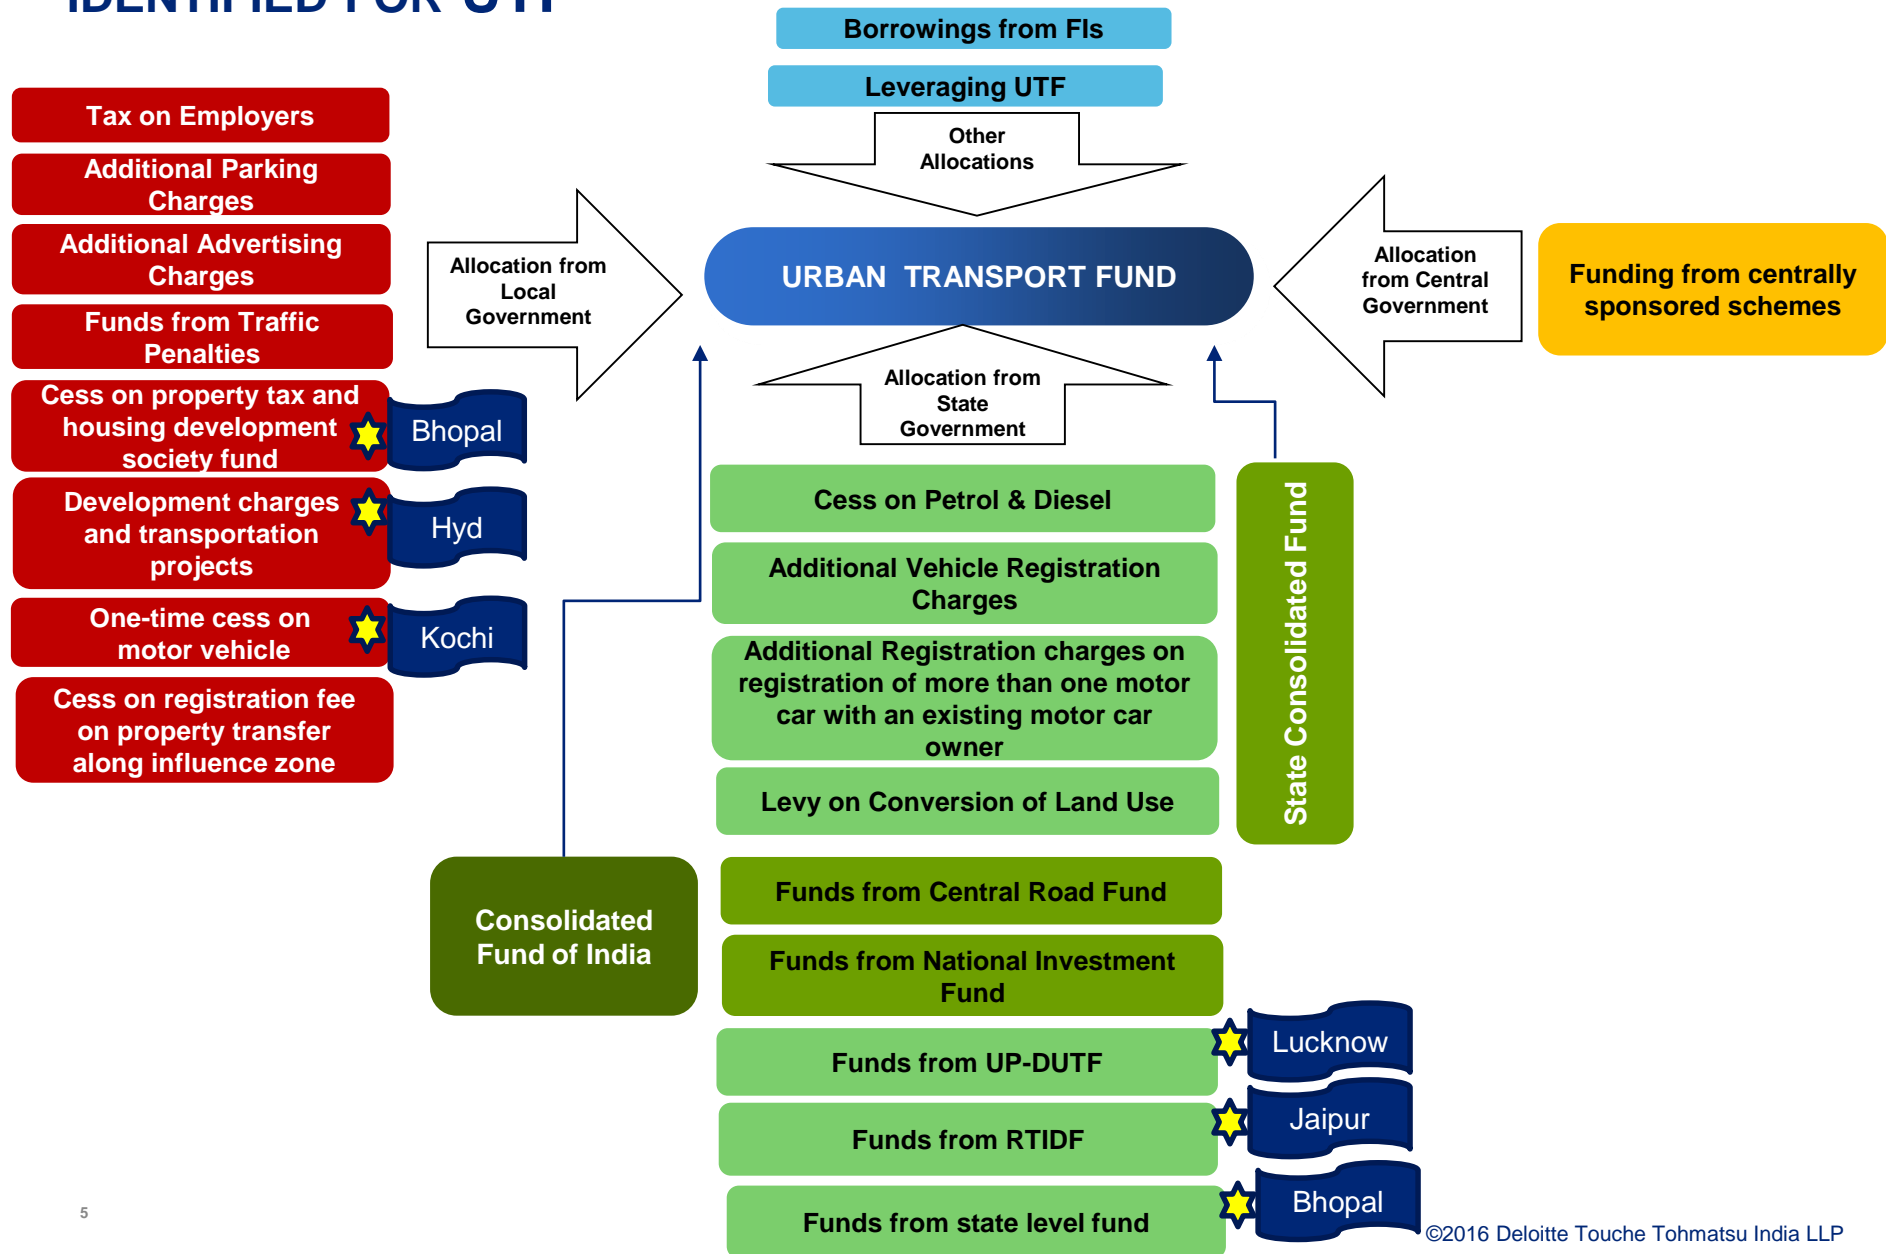 IDENTIFIED FOR UTF
Borrowings from FIs
Leveraging UTF
Other
Allocations
Tax on Employers
Additional Parking
Charges
Additional Advertising
Charges
Funds from Traffic
Penalties
Cess on property tax and
housing development
society fund
Bhopal
Development charges
and transportation
projects
Hyd
One-time cess on
motor vehicle
Kochi
Cess on registration fee
on property transfer
along influence zone
Allocation from
Local
Government
URBAN TRANSPORT FUND
Allocation
from Central
Government
Funding from centrally
sponsored schemes
Allocation from
State
Government
Cess on Petrol & Diesel
Additional Vehicle Registration
Charges
Additional Registration charges on
registration of more than one motor
car with an existing motor car
owner
Levy on Conversion of Land Use
State Consolidated Fund
Consolidated
Fund of India
Funds from Central Road Fund
Funds from National Investment
Fund
Funds from UP-DUTF
Lucknow
Funds from RTIDF
Jaipur
Funds from state level fund
Bhopal
5
©2016 Deloitte Touche Tohmatsu India LLP